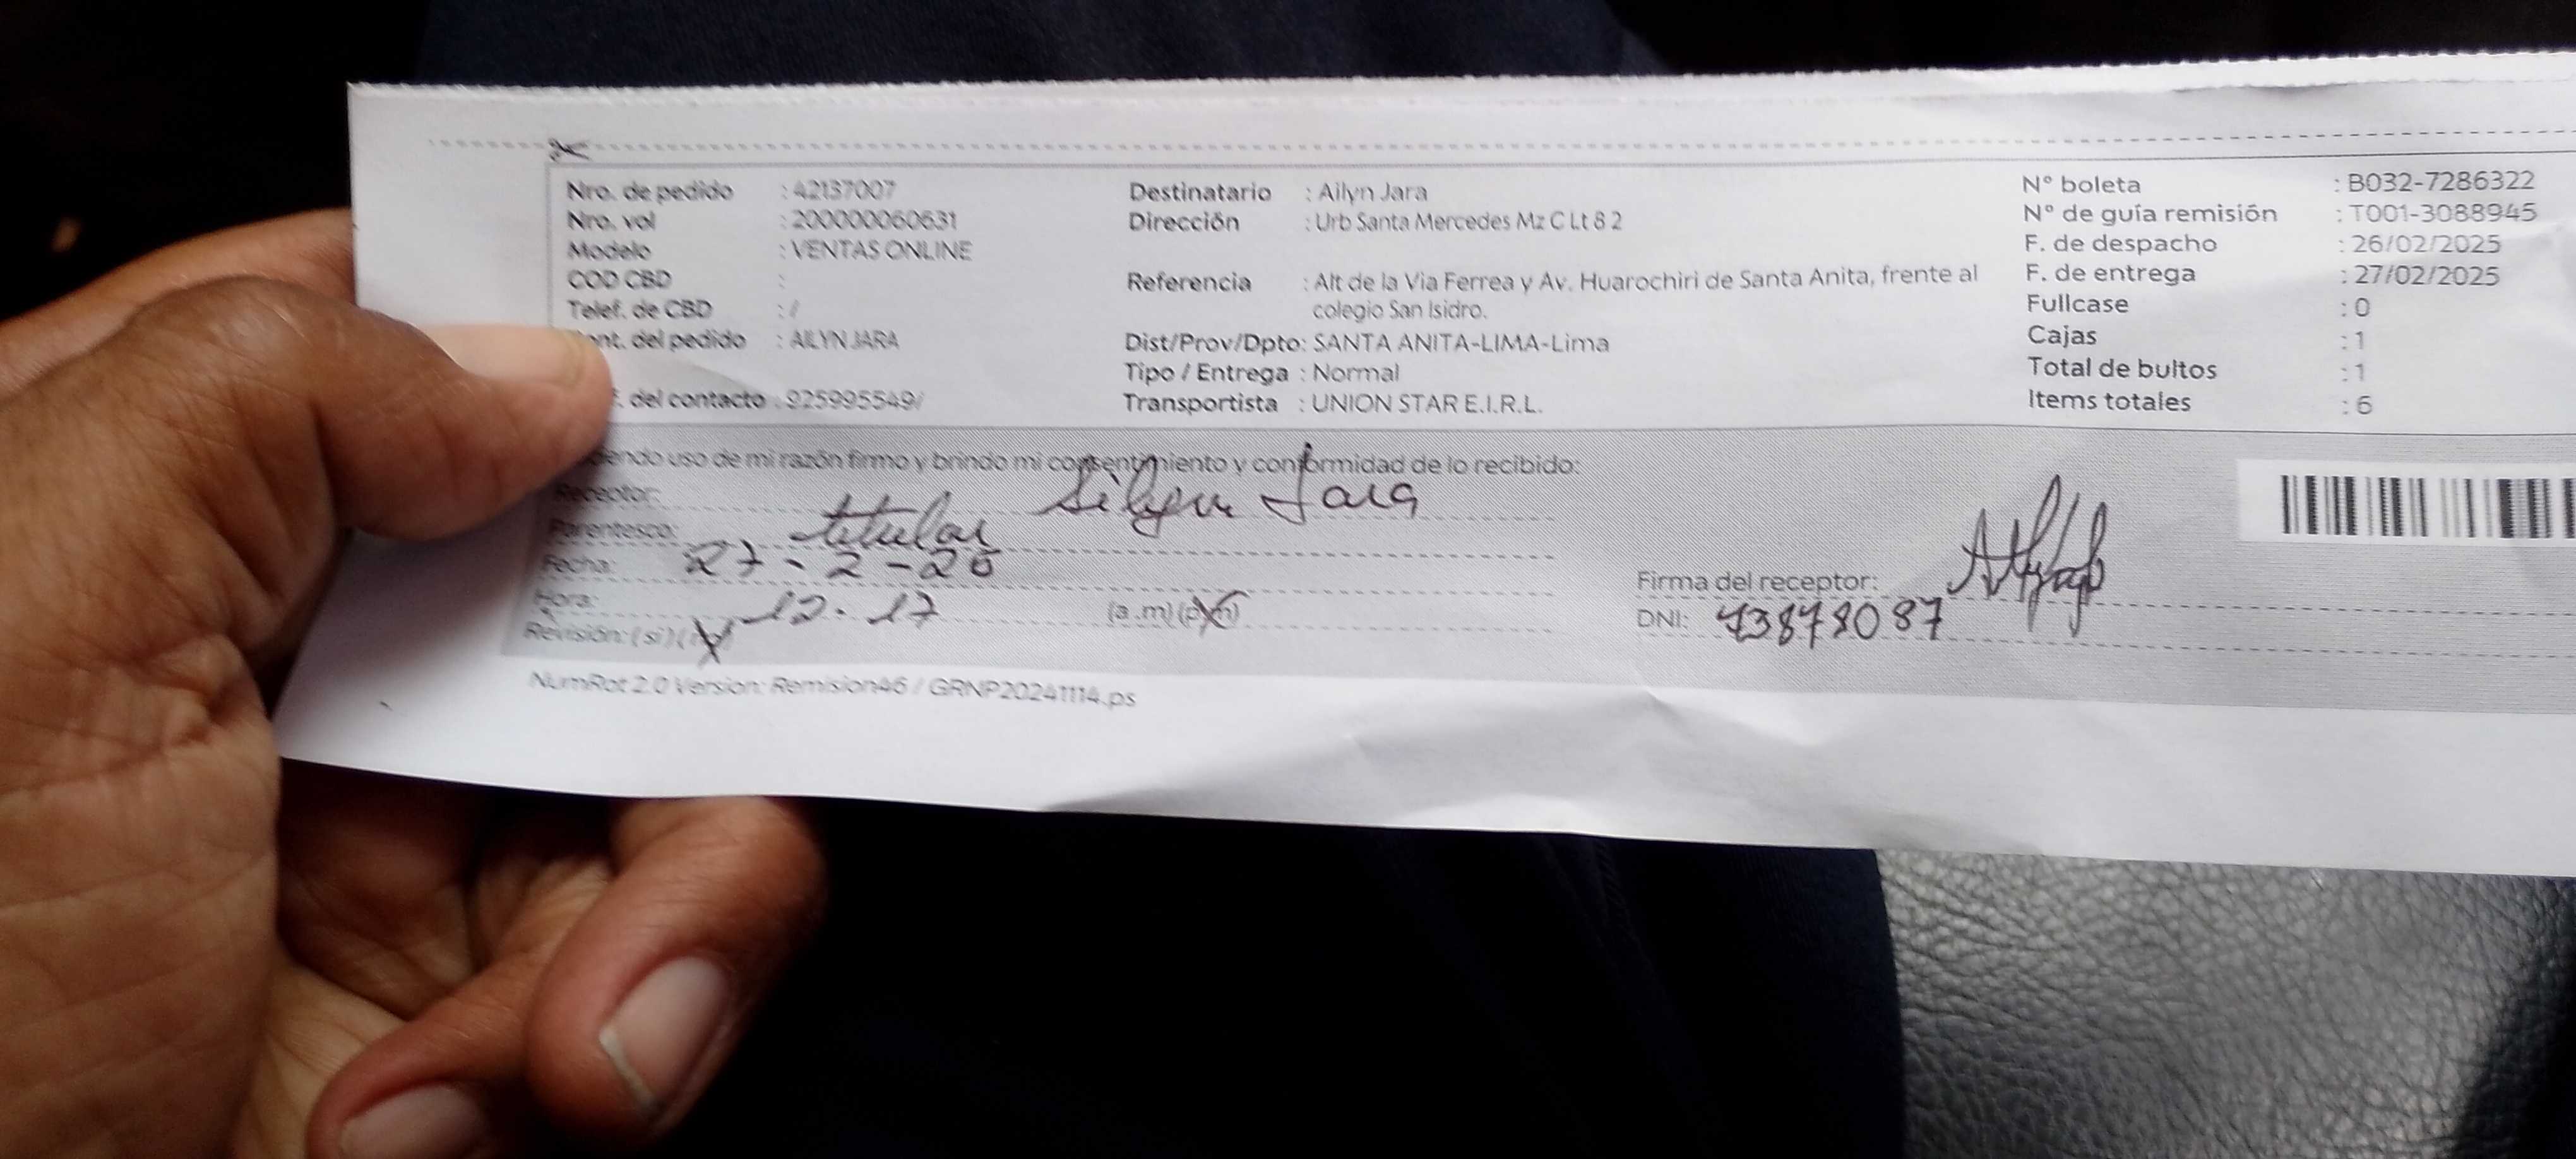 Nro. de pedido : 42137007
Nro. vol : 200000060631
Modelo : VENTAS ONLINE
COD CBD :
Telef. de CBD : /
nt. del pedido : AILYN JARA
. del contacto : 925995549/
Destinatario : Ailyn Jara
Dirección : Urb Santa Mercedes Mz C Lt 8 2
Referencia : Alt de la Via Ferrea y Av. Huarochiri de Santa Anita, frente al
colegio San Isidro.
Dist/Prov/Dpto: SANTA ANITA-LIMA-Lima
Tipo / Entrega : Normal
Transportista : UNION STAR E.I.R.L.
N° boleta : B032-7286322
N° de guía remisión : T001-3088945
F. de despacho : 26/02/2025
F. de entrega : 27/02/2025
Fullcase : 0
Cajas : 1
Total de bultos : 1
Items totales : 6
iendo uso de mi razón firmo y brindo mi consentimiento y conformidad de lo recibido:
Receptor: Jara
Parentesco: titular
Fecha: 27-2-25
Hora: 12.17 (a.m) (p.m)
Revisión: ( si ) ( no )
Firma del receptor:
DNI: 73878087
NumRot 2.0 Version: Remision46 / GRNP20241114.ps